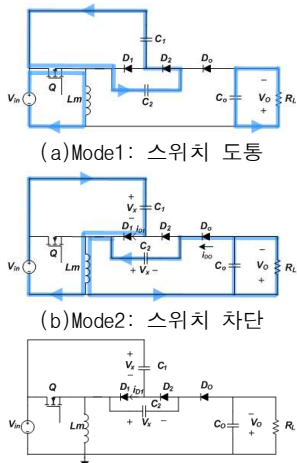 C1
D1 D2 Do
Q
Vin Lm C2 Co − Vo + RL
(a)Mode1: 스위치 도통
+ Vx − C1
D1 iD1 D2 Do
Q C2
Vin Lm + Vx − iDO Co − Vo + RL
(b)Mode2: 스위치 차단
+ Vx − C1
Q D1 iD1 D2 Do
C2
Vin Lm + Vx − Co − Vo + RL